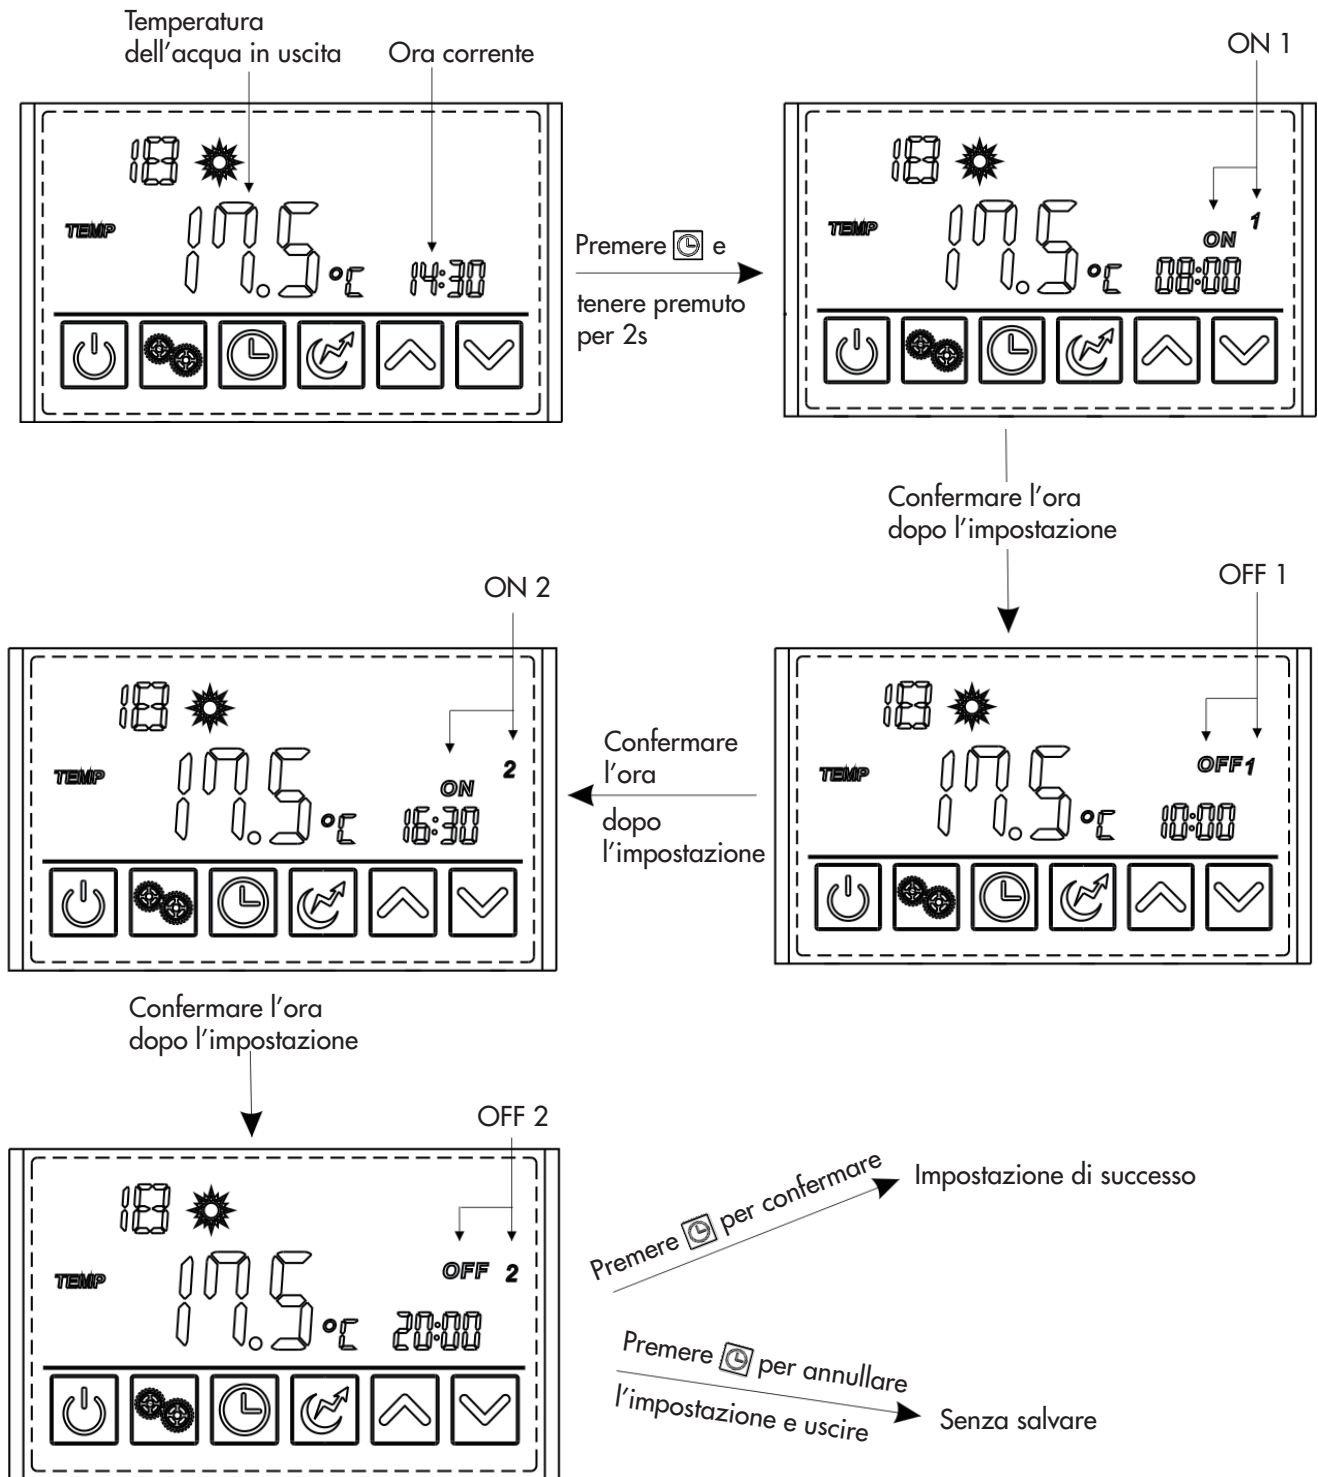 Temperatura
dell'acqua in uscita
Ora corrente
18
TEMP
17.5 °C
14:30
Premere e
tenere premuto
per 2s
ON 1
18
TEMP
17.5 °C
1
ON
08:00
Confermare l'ora
dopo l'impostazione
OFF 1
18
TEMP
17.5 °C
OFF 1
10:00
Confermare
l'ora
dopo
l'impostazione
ON 2
18
TEMP
17.5 °C
2
ON
16:30
Confermare l'ora
dopo l'impostazione
OFF 2
18
TEMP
17.5 °C
OFF 2
20:00
Premere per confermare
Impostazione di successo
Premere per annullare
l'impostazione e uscire
Senza salvare